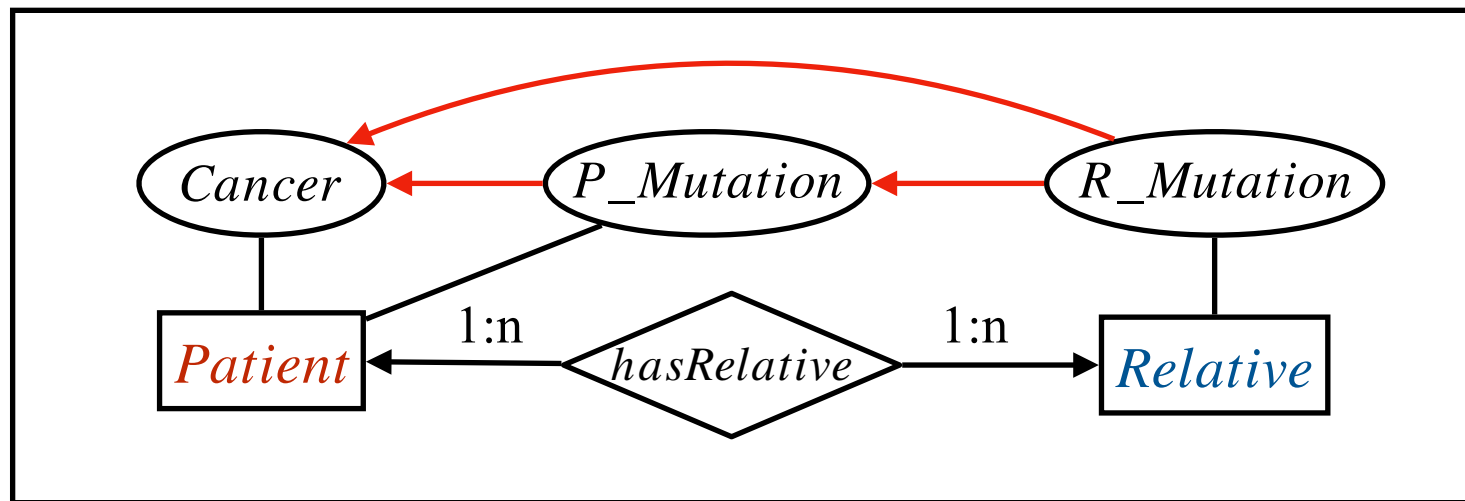 Cancer
P_Mutation
R_Mutation
1:n
1:n
Patient
hasRelative
Relative